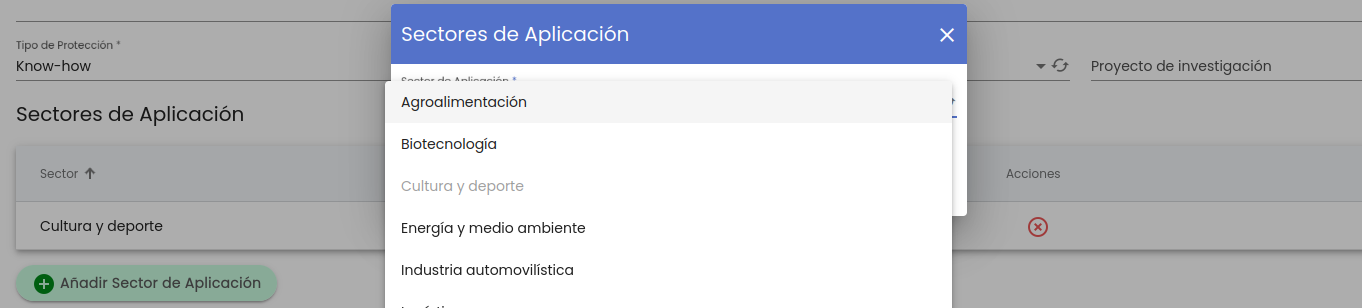 Sectores de Aplicación
Tipo de Protección *
Know-how
Proyecto de investigación
Sectores de Aplicación
Sector
Acciones
Cultura y deporte
Añadir Sector de Aplicación
Sector de Aplicación *
Agroalimentación
Biotecnología
Cultura y deporte
Energía y medio ambiente
Industria automovilística